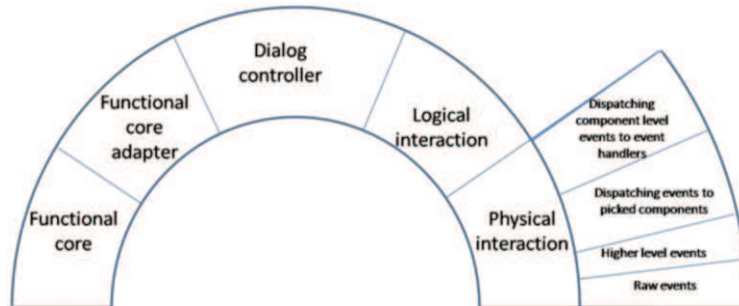 Functional
core
Functional
core
adapter
Dialog
controller
Logical
interaction
Physical
interaction
Dispatching
component level
events to event
handlers
Dispatching events to
picked components
Higher level events
Raw events